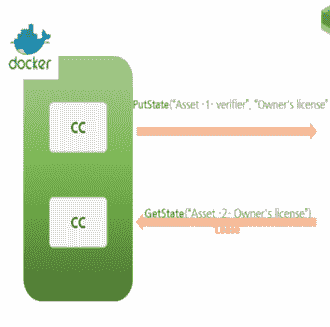 docker
CC
PutState("Asset -1- verifier", "Owner's license"
CC
GetState("Asset -2- Owner's license")